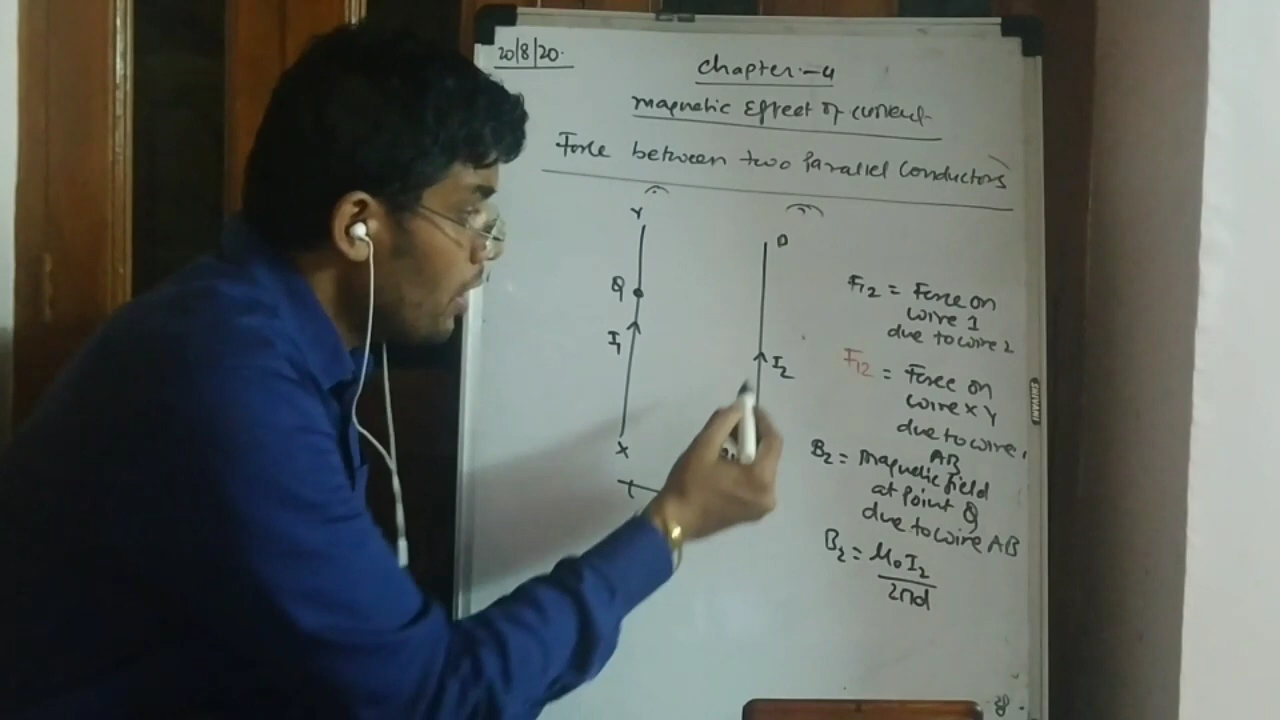 20/8/20.
Chapter:-4
Magnetic Effect of current.
Force between two Parallel Conductors
Y
D
Q
I1
I2
X
F12 = Force on
wire 1
due to wire 2
F12 = Force on
wire XY
due to wire
AB
B2 = Magnetic field
at point Q
due to wire AB
B2 = μ0 I2
2πd